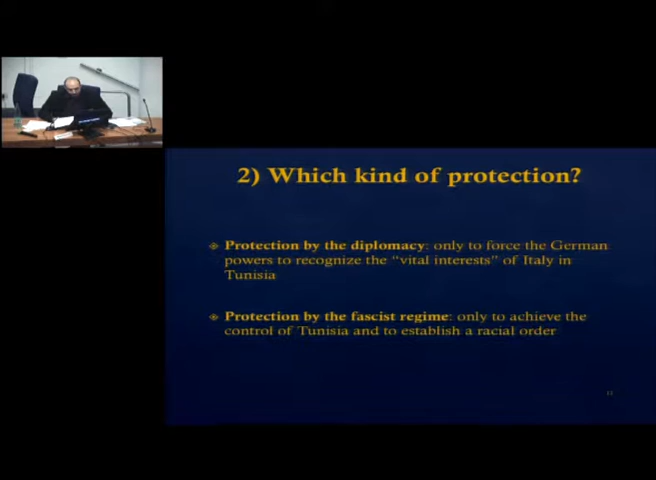 2) Which kind of protection?
❖ Protection by the diplomacy: only to force the German
powers to recognize the “vital interests” of Italy in
Tunisia
❖ Protection by the fascist regime: only to achieve the
control of Tunisia and to establish a racial order